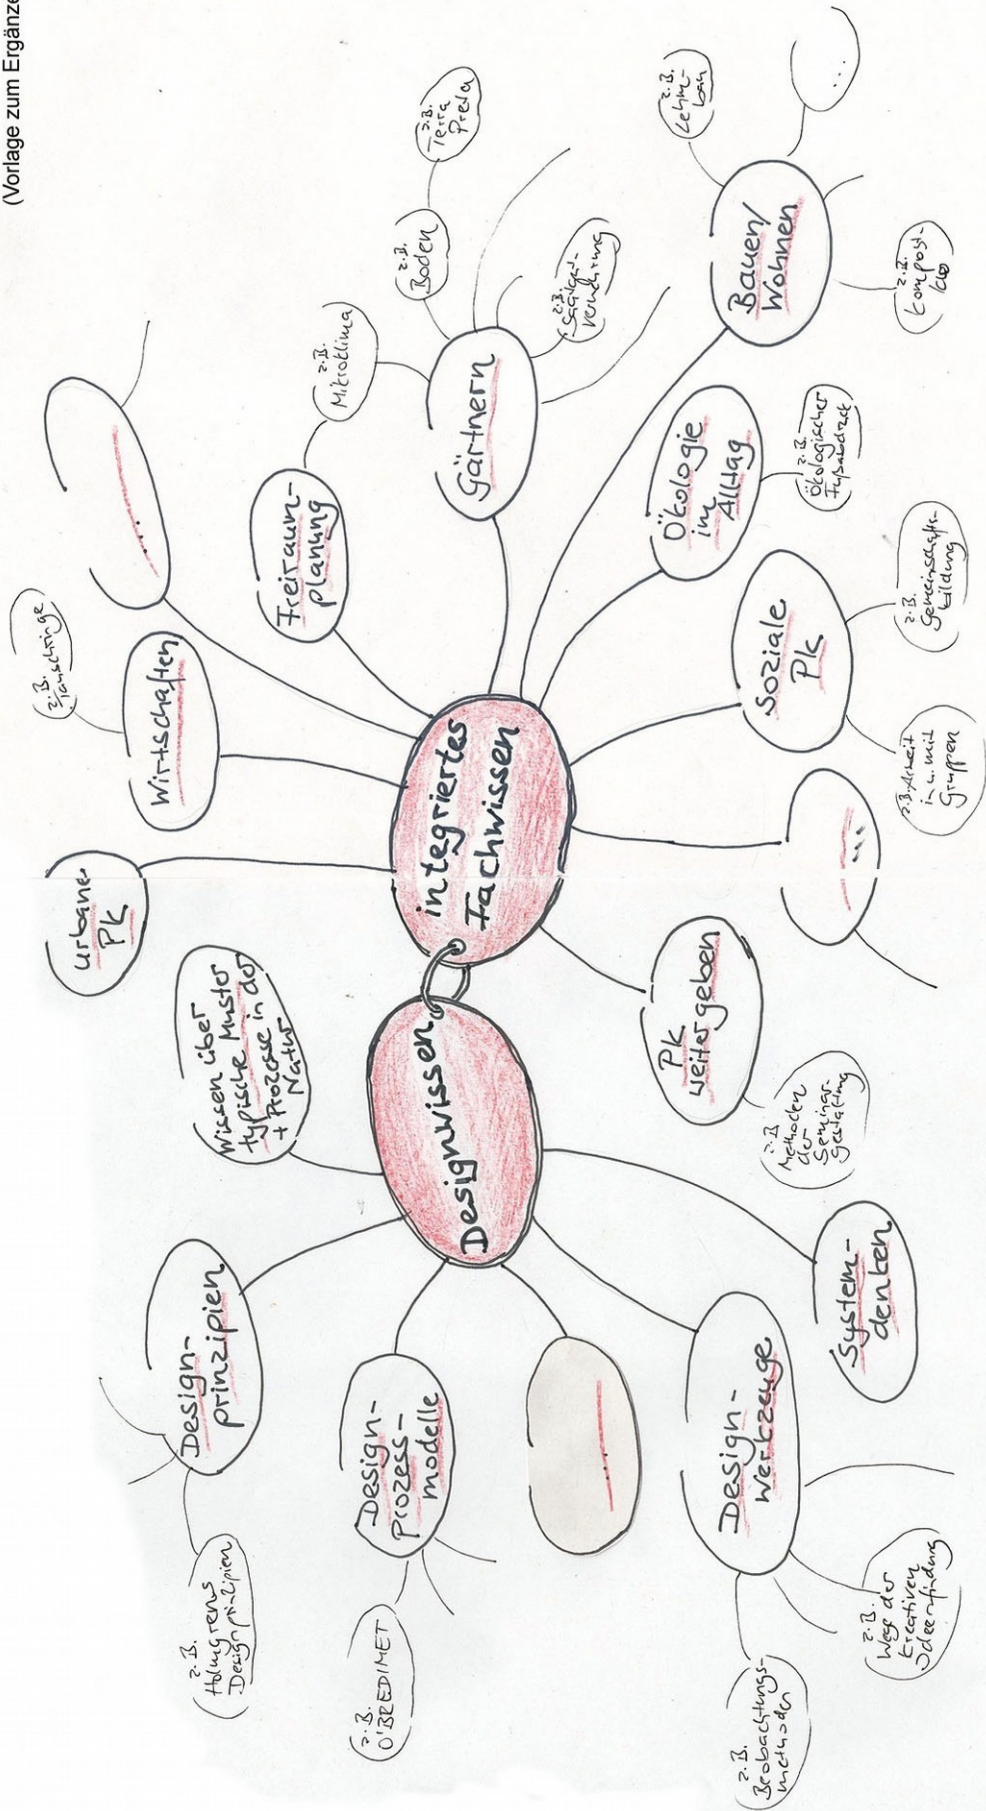 (Vorlage zum Ergänze
urbane
Pk
Wirtschaften
z.B.
Tauschringe
...
Freiraum-
planung
z.B.
Mikroklima
Gärtnern
z.B.
Boden
z.B.
Terra
Preta
z.B.
Saatgut-
vermehrung
Bauen/
Wohnen
z.B.
Lehm-
bau
...
z.B.
Kompost-
klo
Ökologie
im
Alltag
z.B.
Ökologischer
Fußabdruck
Soziale
Pk
z.B.
Gemeinschafts-
bildung
z.B. Arbeit
in u. mit
Gruppen
...
Pk
weitergeben
z.B.
Methoden
der
Seminar-
gestaltung
integriertes
Fachwissen
Designwissen
Wissen über
typische Muster
+ Prozesse in der
Natur
Design-
prinzipien
z.B.
Holmgrens
Designprinzipien
Design-
Prozess-
modelle
z.B.
O'BREDIMET
...
Design-
werkzeuge
z.B.
Beobachtungs-
methoden
z.B.
Wege der
kreativen
Ideenfindung
System-
denken